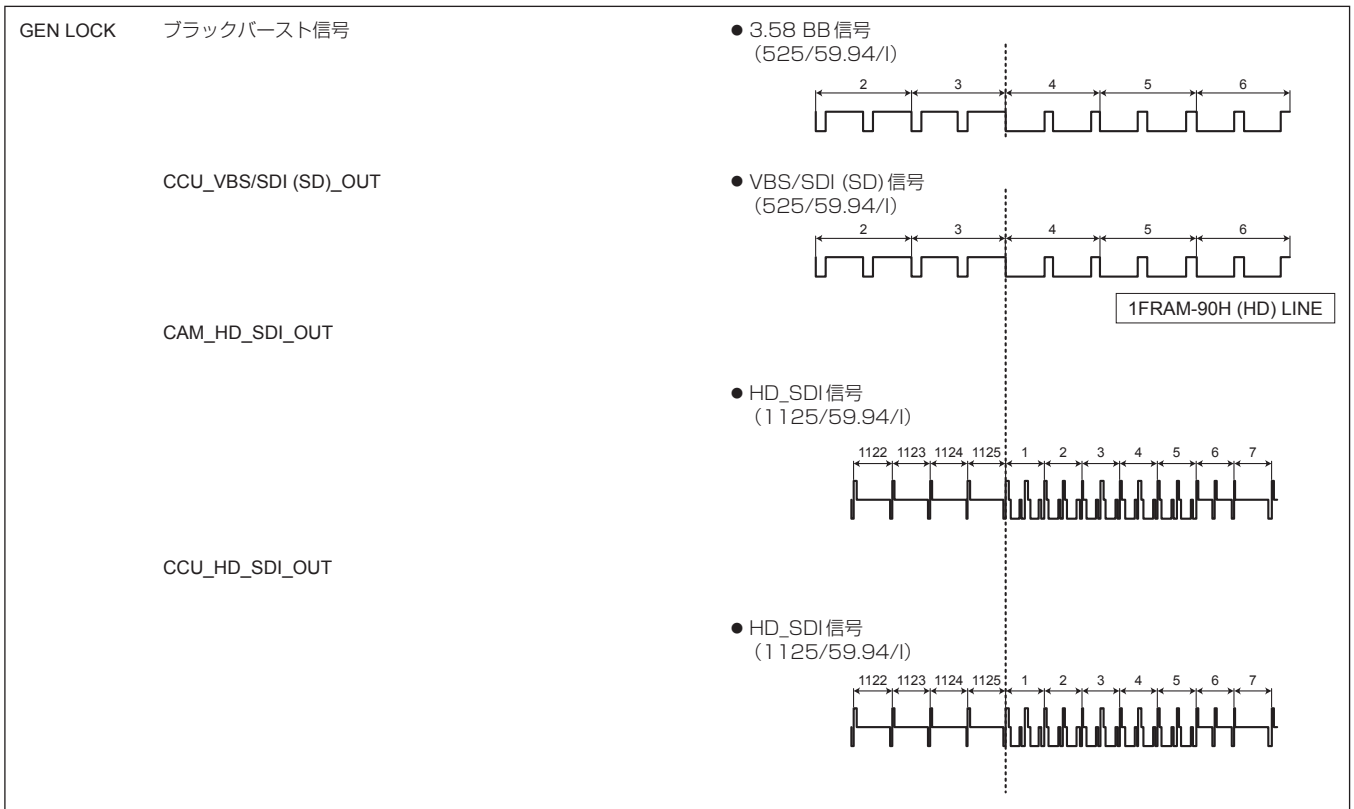 GEN LOCK ブラックバースト信号
● 3.58 BB信号
(525/59.94/I)
2 3 4 5 6
CCU_VBS/SDI (SD)_OUT
● VBS/SDI (SD)信号
(525/59.94/I)
2 3 4 5 6
1FRAM-90H (HD) LINE
CAM_HD_SDI_OUT
● HD_SDI信号
(1125/59.94/I)
1122 1123 1124 1125 1 2 3 4 5 6 7
CCU_HD_SDI_OUT
● HD_SDI信号
(1125/59.94/I)
1122 1123 1124 1125 1 2 3 4 5 6 7